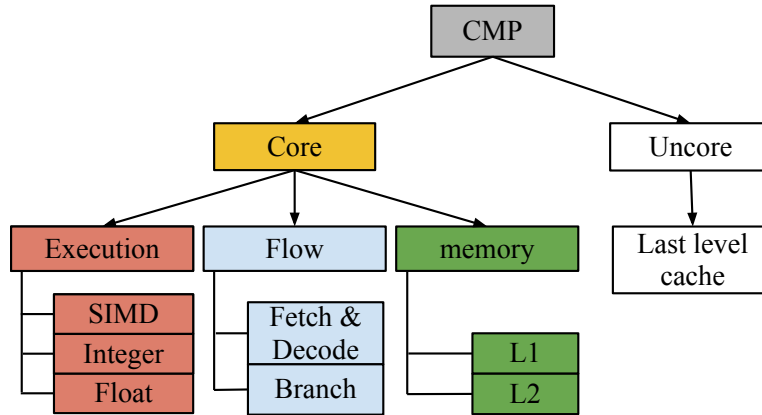 CMP
Core
Uncore
Execution
Flow
memory
Last level
cache
SIMD
Integer
Float
Fetch &
Decode
Branch
L1
L2